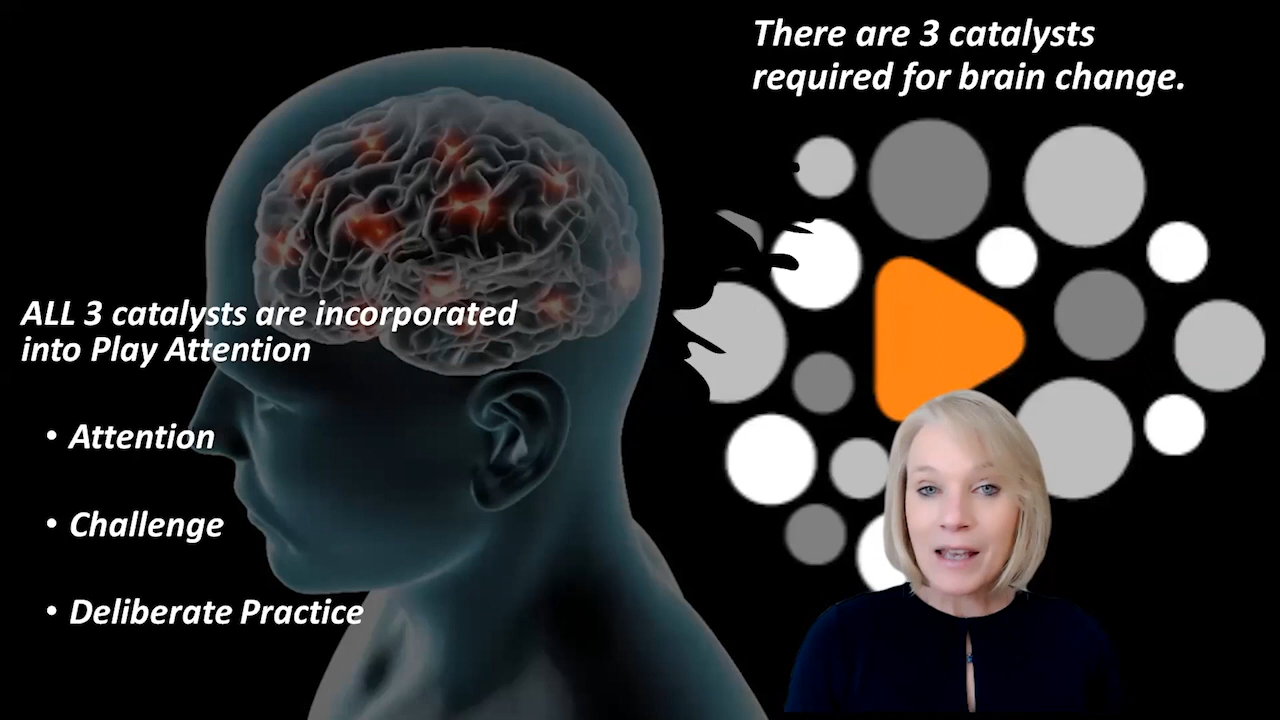 There are 3 catalysts
required for brain change.
ALL 3 catalysts are incorporated
into Play Attention
• Attention
• Challenge
• Deliberate Practice